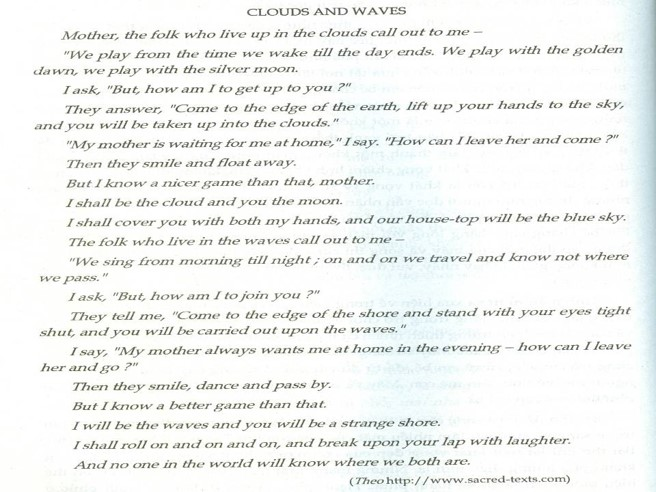 CLOUDS AND WAVES
Mother, the folk who live up in the clouds call out to me –
"We play from the time we wake till the day ends. We play with the golden
dawn, we play with the silver moon.
I ask, "But, how am I to get up to you ?"
They answer, "Come to the edge of the earth, lift up your hands to the sky,
and you will be taken up into the clouds."
"My mother is waiting for me at home," I say. "How can I leave her and come ?"
Then they smile and float away.
But I know a nicer game than that, mother.
I shall be the cloud and you the moon.
I shall cover you with both my hands, and our house-top will be the blue sky.
The folk who live in the waves call out to me –
"We sing from morning till night ; on and on we travel and know not where
we pass."
I ask, "But, how am I to join you ?"
They tell me, "Come to the edge of the shore and stand with your eyes tight
shut, and you will be carried out upon the waves."
I say, "My mother always wants me at home in the evening – how can I leave
her and go ?"
Then they smile, dance and pass by.
But I know a better game than that.
I will be the waves and you will be a strange shore.
I shall roll on and on and on, and break upon your lap with laughter.
And no one in the world will know where we both are.
(Theo http://www.sacred-texts.com)